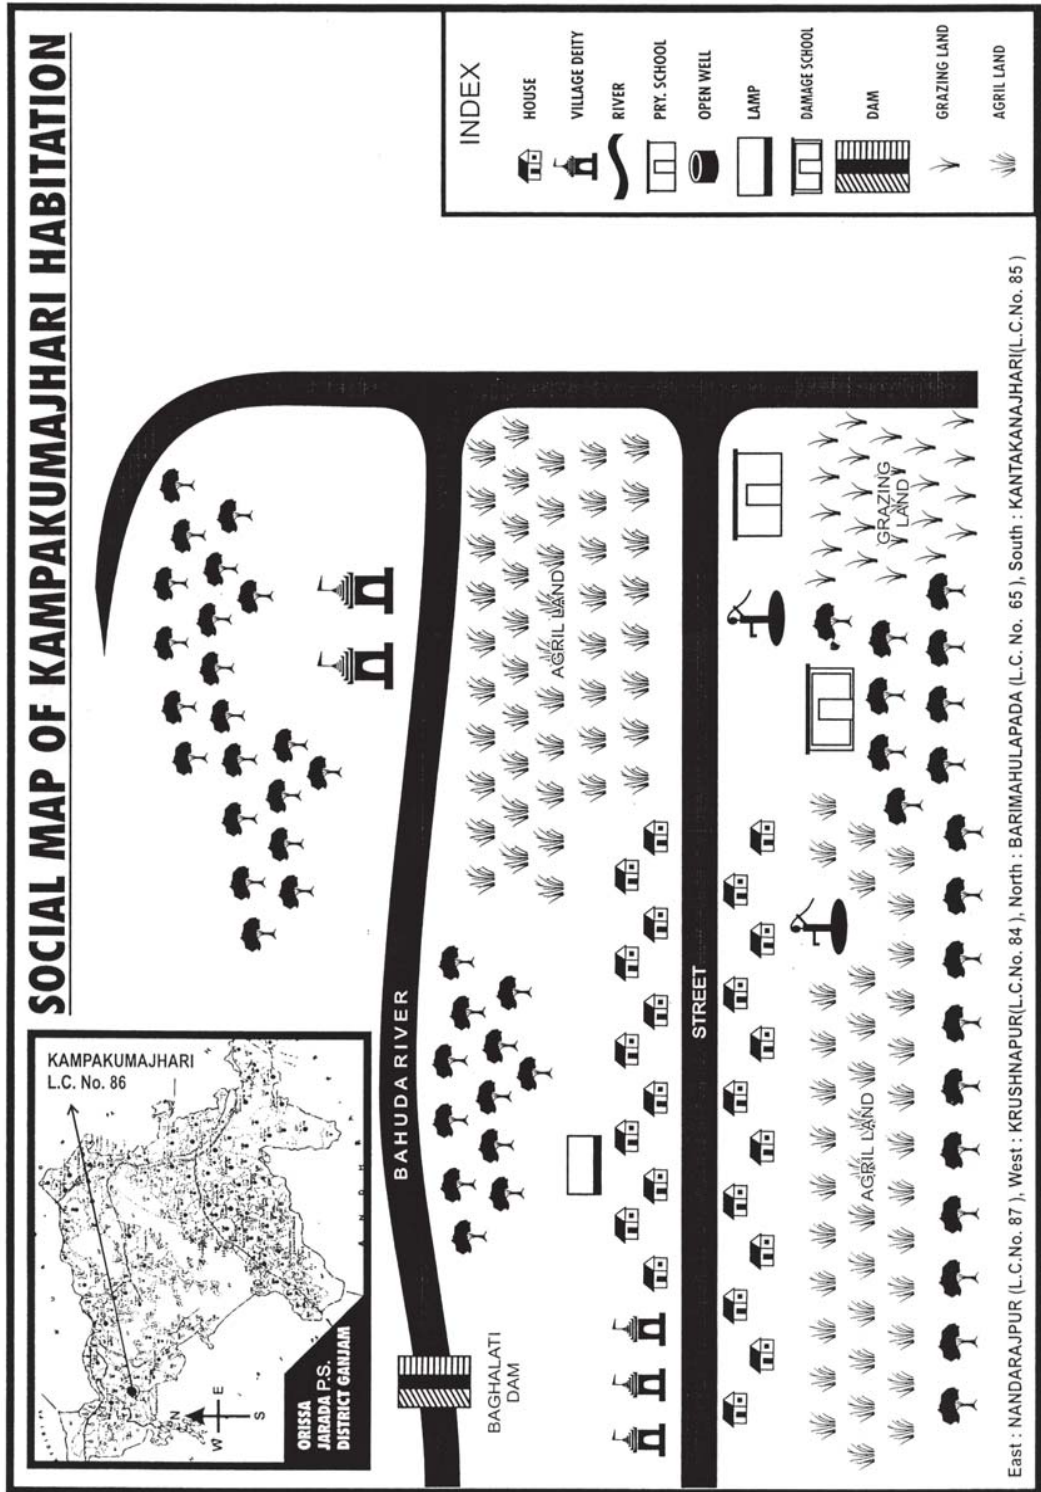 SOCIAL MAP OF KAMPAKUMAJHARI HABITATION
KAMPAKUMAJHARI
L.C. No. 86
N
W E
S
ORISSA
JARADA P.S.
DISTRICT GANJAM
BAHUDA RIVER
BAGHALATI
DAM
AGRIL LAND
STREET
AGRIL LAND
GRAZING
LAND
INDEX
HOUSE
VILLAGE DEITY
RIVER
PRY. SCHOOL
OPEN WELL
LAMP
DAMAGE SCHOOL
DAM
GRAZING LAND
AGRIL LAND
East : NANDARAJPUR (L.C.No. 87 ), West : KRUSHNAPUR(L.C.No. 84 ), North : BARIMAHULAPADA (L.C. No. 65 ), South : KANTAKANAJHARI(L.C.No. 85 )